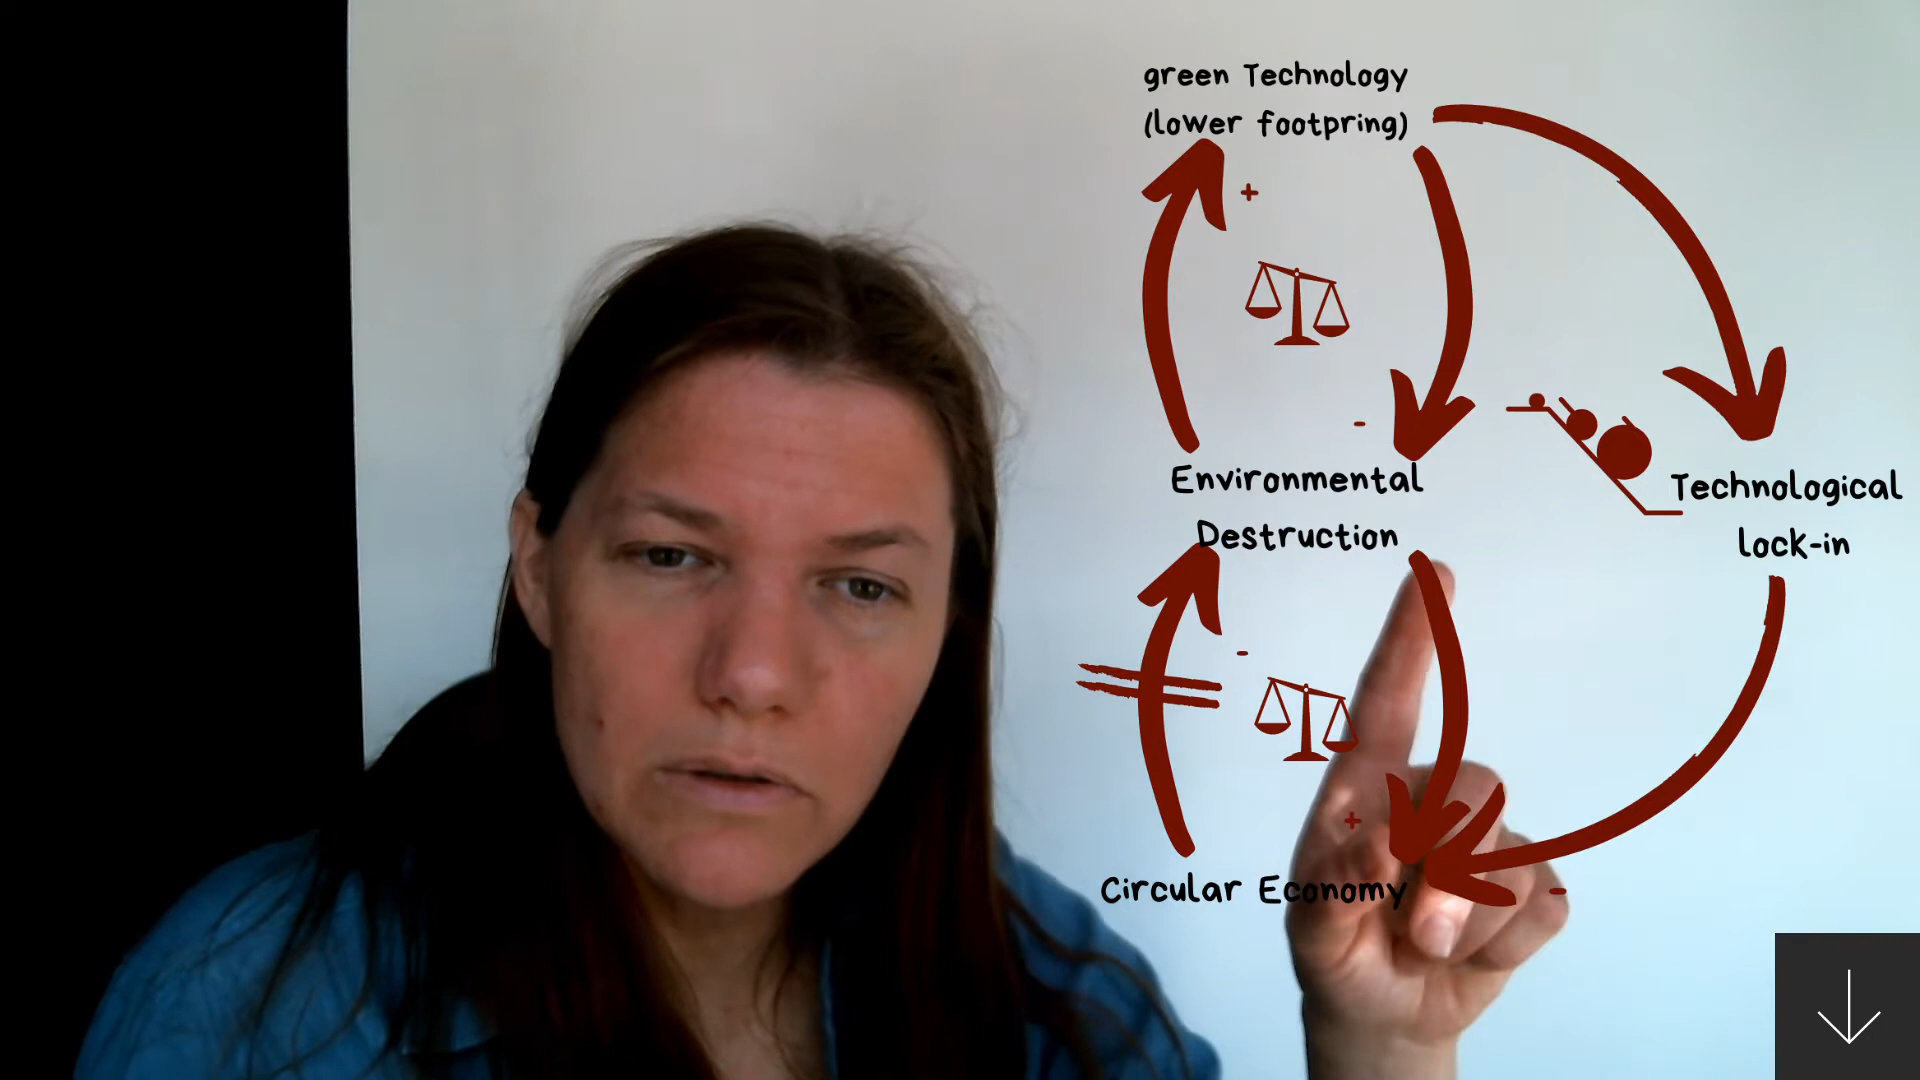 green Technology
(lower footpring)
+
-
Environmental
Destruction
Technological
lock-in
-
+
Circular Economy
-